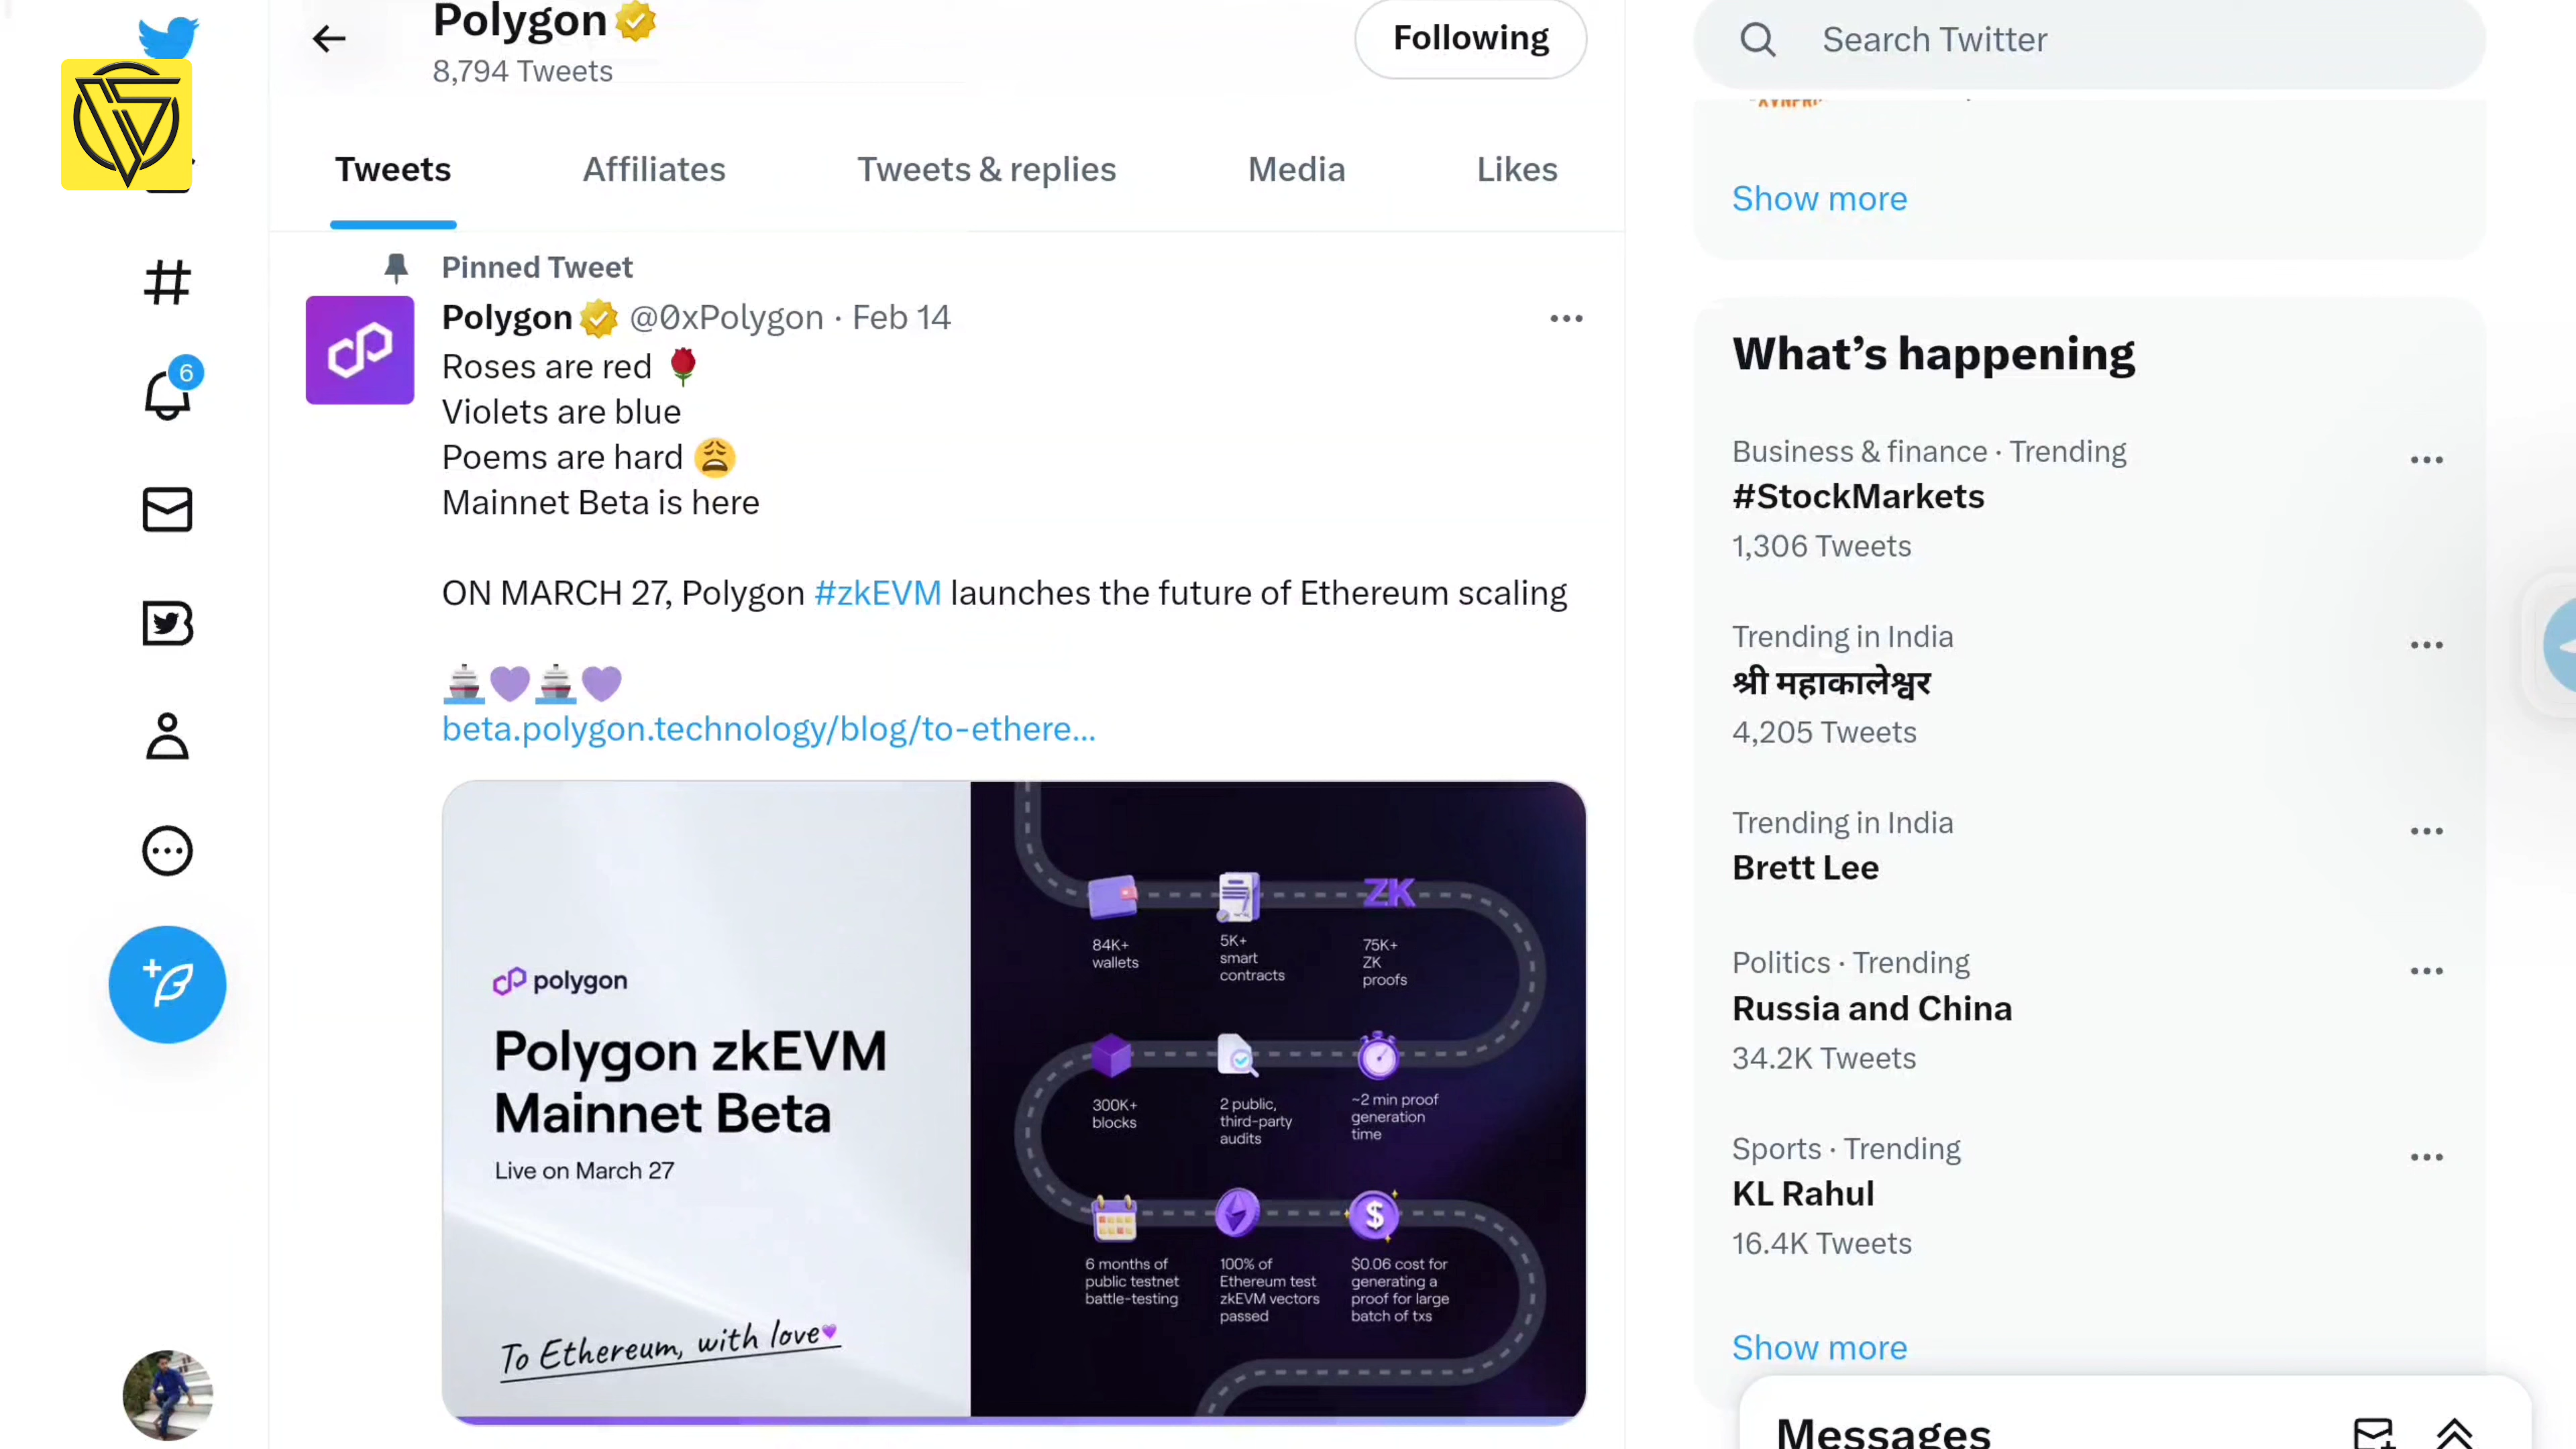 Polygon
8,794 Tweets
Following
Search Twitter
Tweets
Affiliates
Tweets & replies
Media
Likes
Show more
Pinned Tweet
Polygon @0xPolygon · Feb 14
Roses are red 🌹
Violets are blue
Poems are hard 😩
Mainnet Beta is here
ON MARCH 27, Polygon #zkEVM launches the future of Ethereum scaling
🚢💜🚢💜
beta.polygon.technology/blog/to-ethere...
polygon
Polygon zkEVM
Mainnet Beta
Live on March 27
To Ethereum, with love💜
ZK
84K+
wallets
5K+
smart
contracts
75K+
ZK
proofs
300K+
blocks
2 public,
third-party
audits
~2 min proof
generation
time
6 months of
public testnet
battle-testing
100% of
Ethereum test
zkEVM vectors
passed
$0.06 cost for
generating a
proof for large
batch of txs
6
What's happening
Business & finance · Trending
#StockMarkets
1,306 Tweets
Trending in India
श्री महाकालेश्वर
4,205 Tweets
Trending in India
Brett Lee
Politics · Trending
Russia and China
34.2K Tweets
Sports · Trending
KL Rahul
16.4K Tweets
Show more
Messages